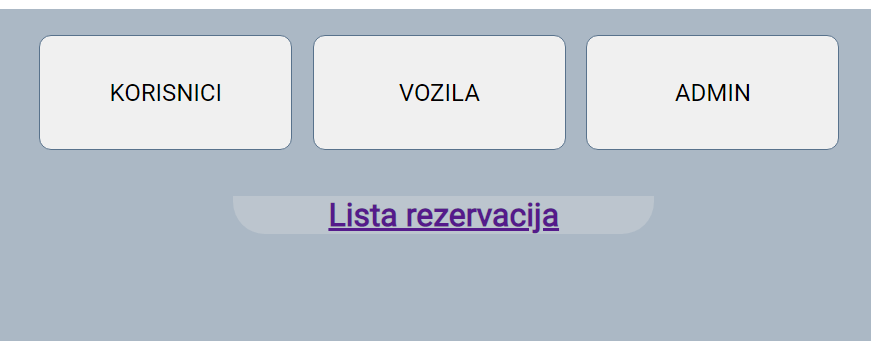 KORISNICI
VOZILA
ADMIN
Lista rezervacija